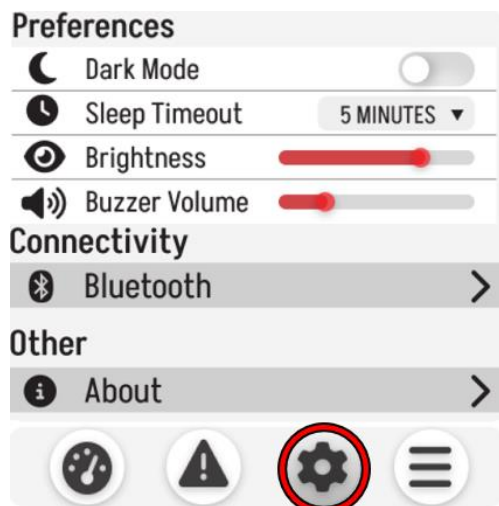 Preferences
Dark Mode
Sleep Timeout 5 MINUTES
Brightness
Buzzer Volume
Connectivity
Bluetooth
Other
About